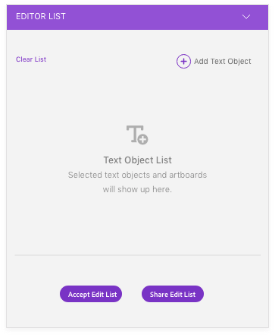 EDITOR LIST
Clear List
Add Text Object
Text Object List
Selected text objects and artboards
will show up here.
Accept Edit List
Share Edit List